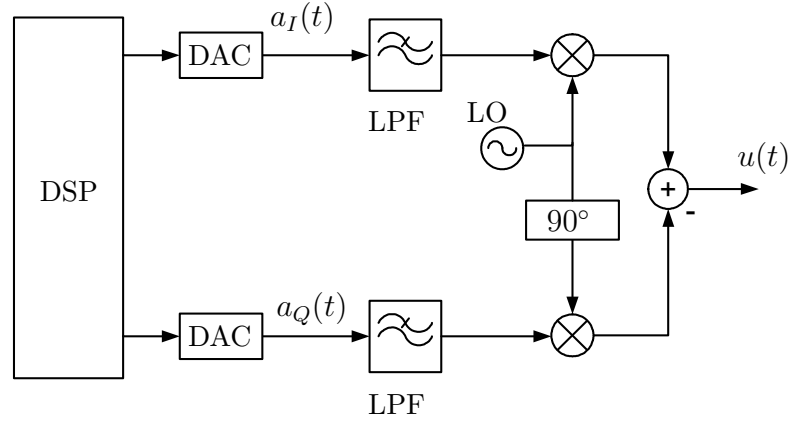 a_I(t)
DAC
LPF
LO
DSP
u(t)
+
-
90°
a_Q(t)
DAC
LPF